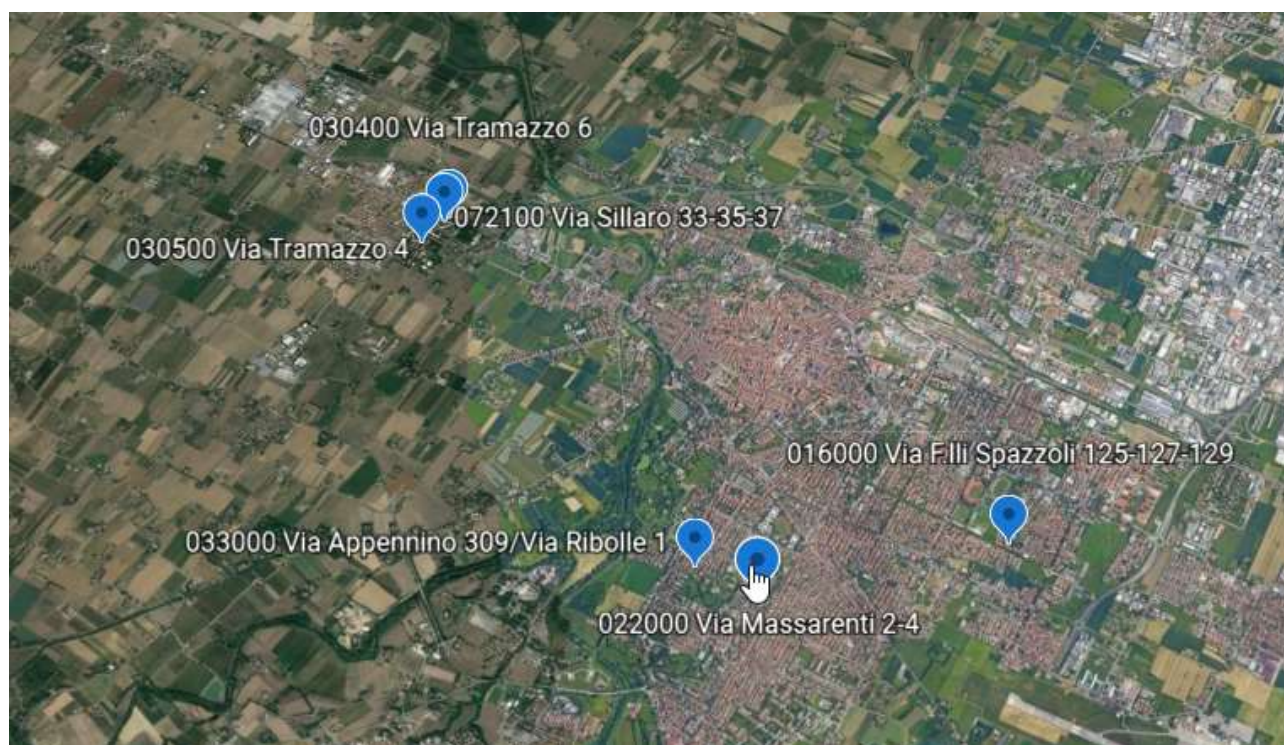 030400 Via Tramazzo 6
072100 Via Sillaro 33-35-37
030500 Via Tramazzo 4
016000 Via F.lli Spazzoli 125-127-129
033000 Via Appennino 309/Via Ribolle 1
022000 Via Massarenti 2-4